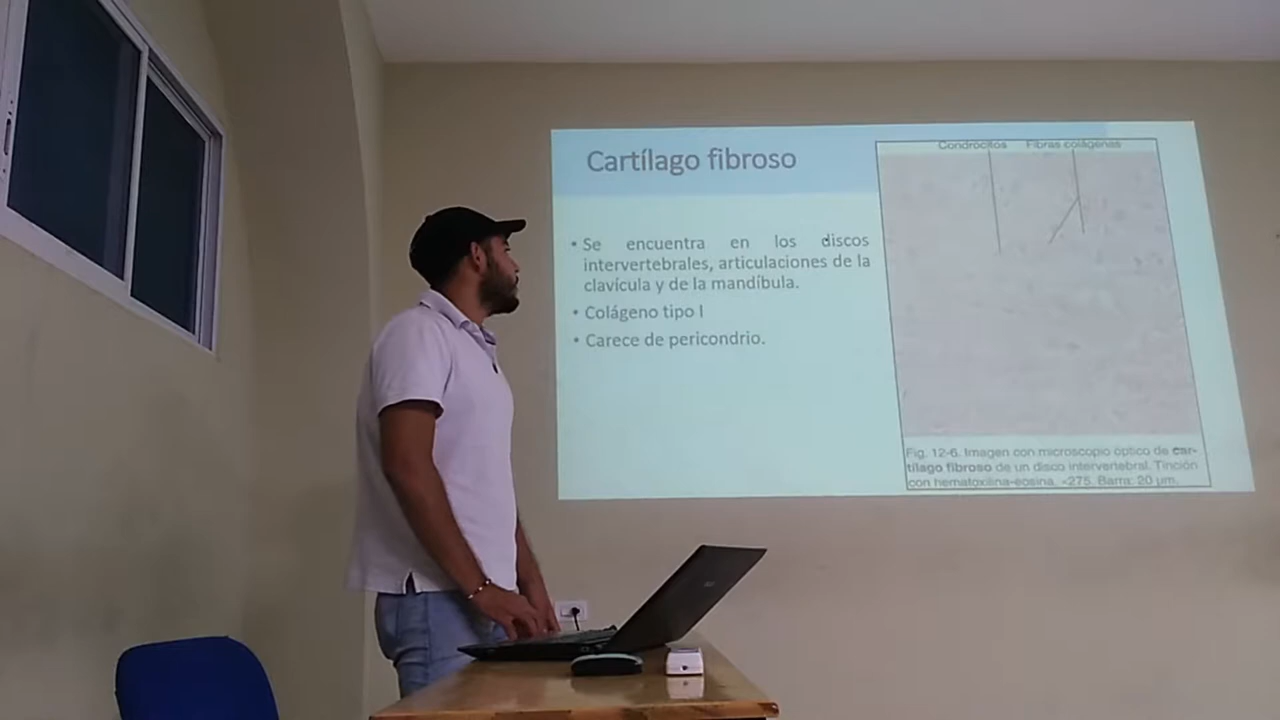 Cartílago fibroso
• Se encuentra en los discos
intervertebrales, articulaciones de la
clavícula y de la mandíbula.
• Colágeno tipo I
• Carece de pericondrio.
Condrocitos Fibras colágenas
Fig. 12-6. Imagen con microscopio óptico de car-
tílago fibroso de un disco intervertebral. Tinción
con hematoxilina-eosina. ×275. Barra: 20 µm.